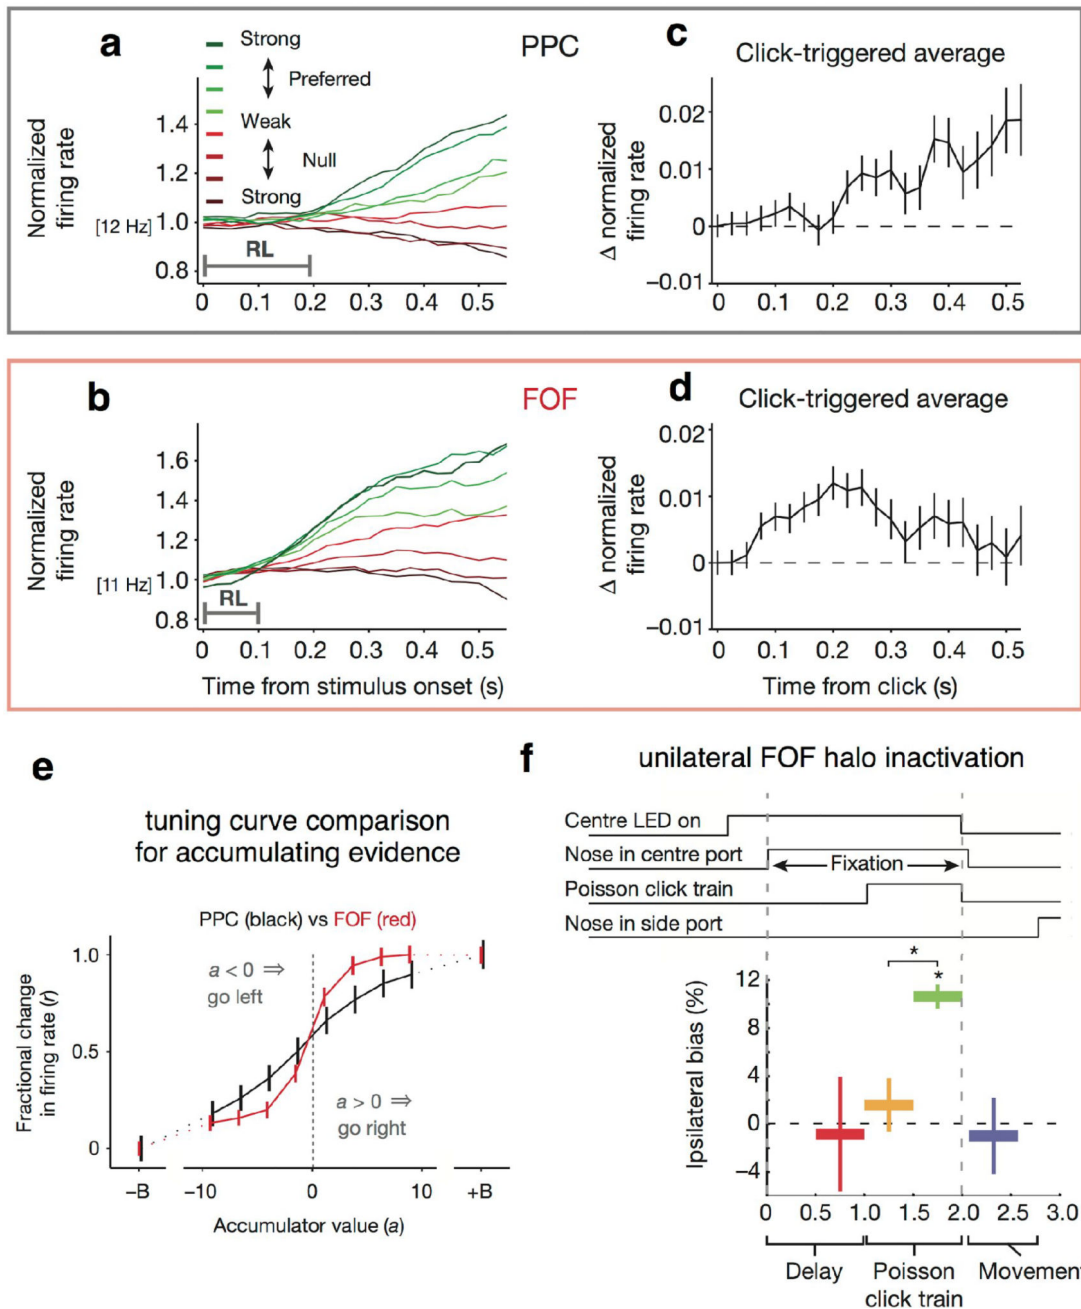 a
PPC
Strong
Preferred
Weak
Null
Strong
Normalized
firing rate
1.4
1.2
1.0
[12 Hz]
0.8
RL
0 0.1 0.2 0.3 0.4 0.5
c
Click-triggered average
Δ normalized
firing rate
0.02
0.01
0
−0.01
0 0.1 0.2 0.3 0.4 0.5
b
FOF
Normalized
firing rate
1.6
1.4
1.2
1.0
[11 Hz]
0.8
RL
0 0.1 0.2 0.3 0.4 0.5
Time from stimulus onset (s)
d
Click-triggered average
Δ normalized
firing rate
0.02
0.01
0
−0.01
0 0.1 0.2 0.3 0.4 0.5
Time from click (s)
e
tuning curve comparison
for accumulating evidence
PPC (black) vs FOF (red)
a < 0 ⇒
go left
a > 0 ⇒
go right
Fractional change
in firing rate (r)
1.0
0.5
0
−B −10 0 10 +B
Accumulator value (a)
f
unilateral FOF halo inactivation
Centre LED on
Nose in centre port
Fixation
Poisson click train
Nose in side port
*
*
Ipsilateral bias (%)
12
8
4
0
−4
0 0.5 1.0 1.5 2.0 2.5 3.0
Delay Poisson Movement
click train